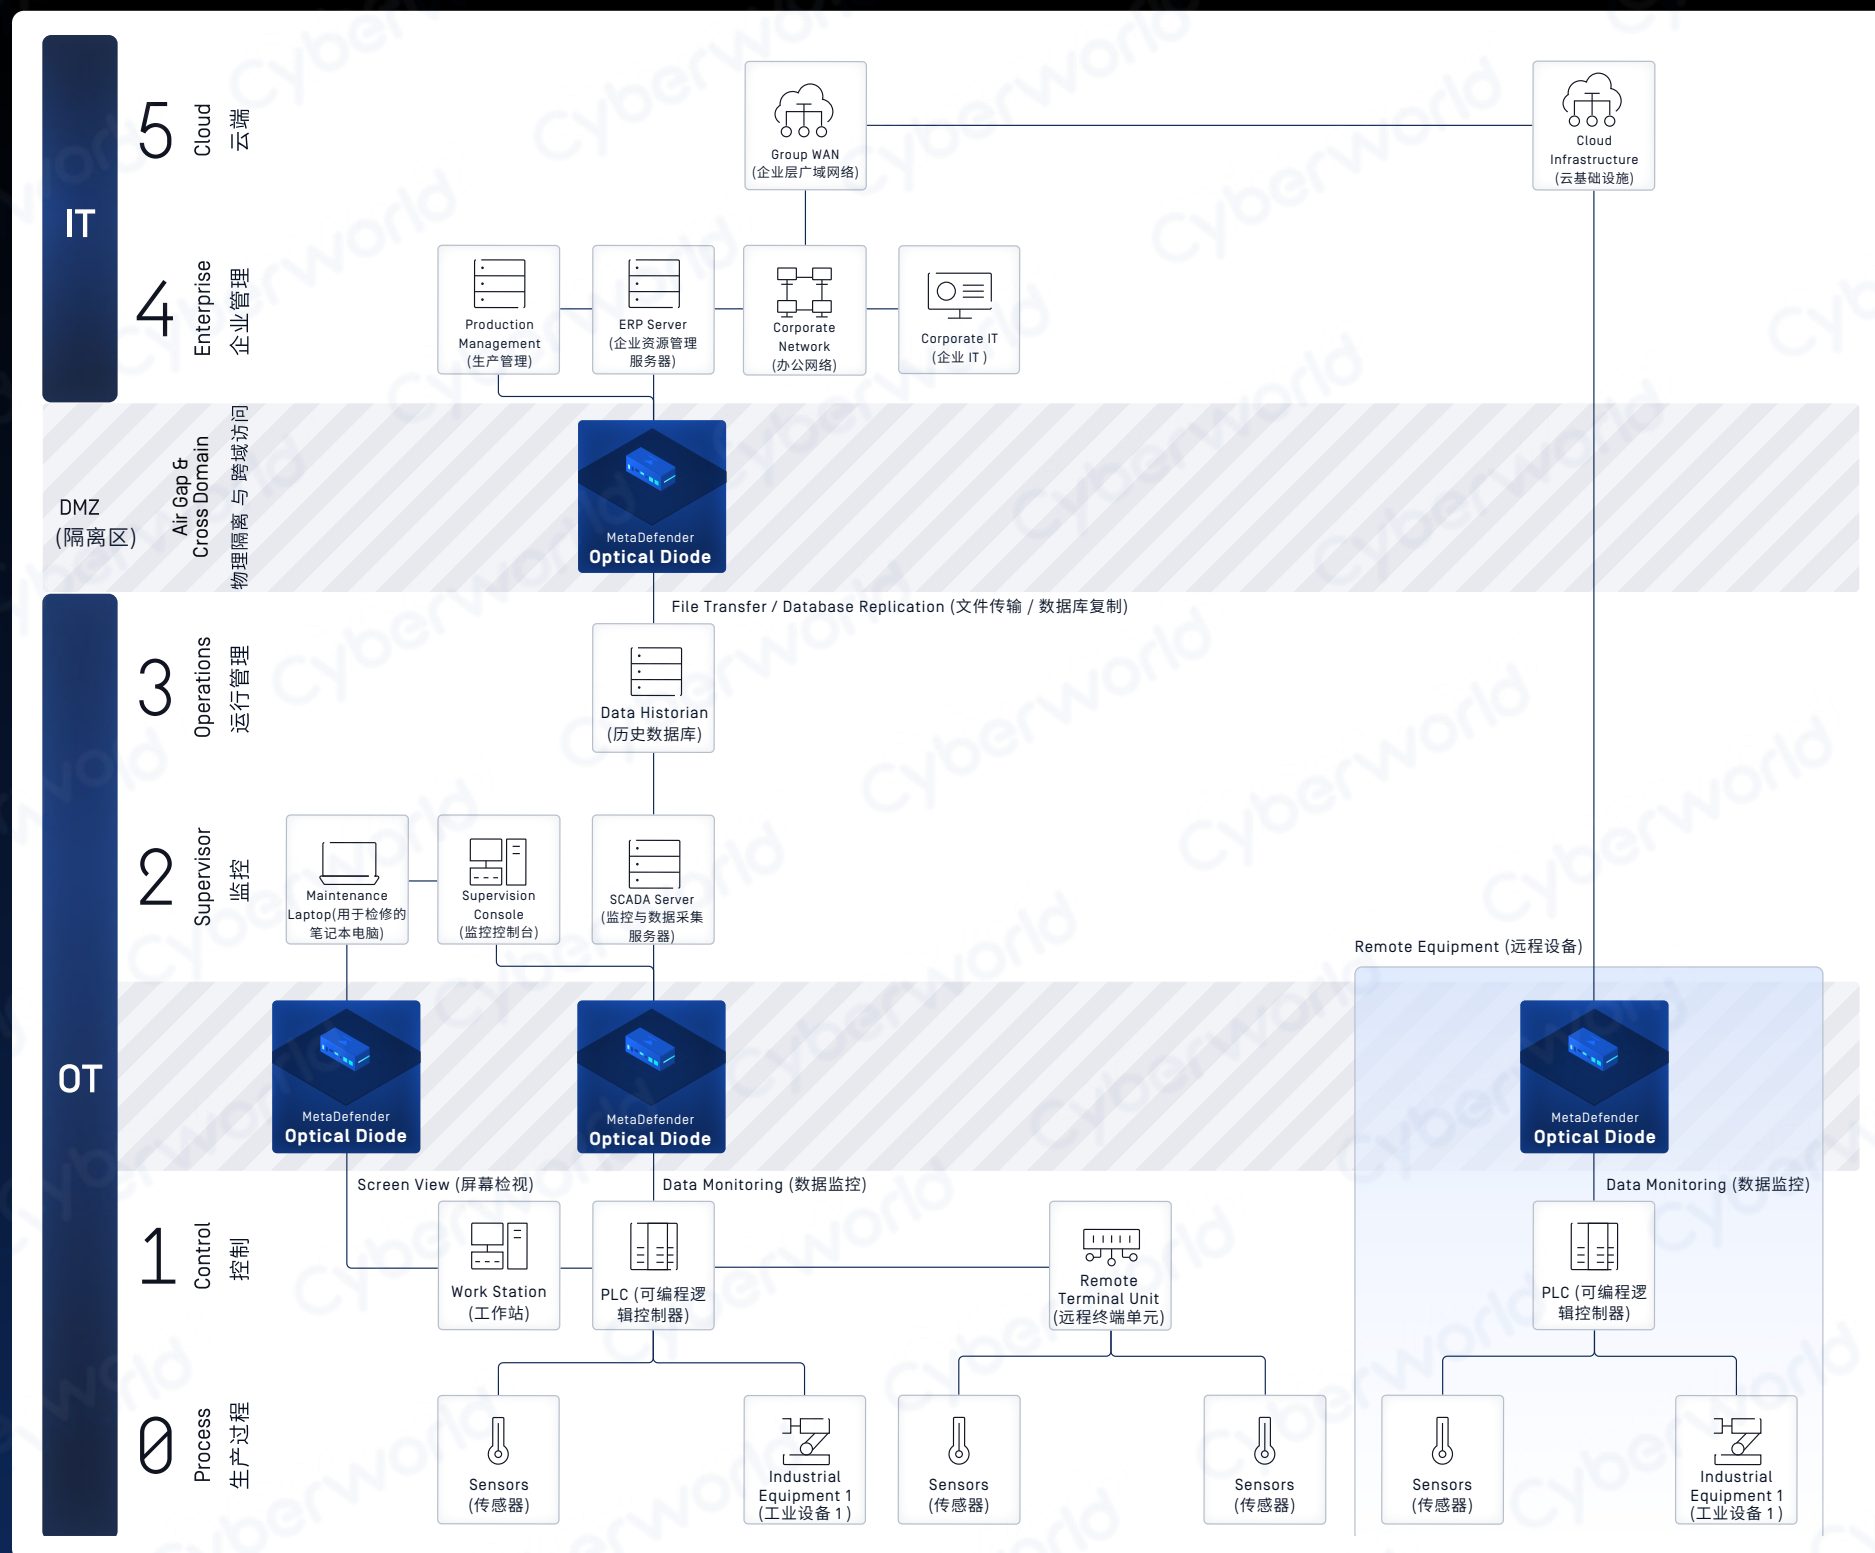 IT
5
Cloud
云端
Group WAN
(企业层广域网络)
Cloud
Infrastructure
(云基础设施)
4
Enterprise
企业管理
Production
Management
(生产管理)
ERP Server
(企业资源管理
服务器)
Corporate
Network
(办公网络)
Corporate IT
(企业 IT )
DMZ
(隔离区)
Air Gap &
Cross Domain
物理隔离 与 跨域访问
MetaDefender
Optical Diode
File Transfer / Database Replication (文件传输 / 数据库复制)
OT
3
Operations
运行管理
Data Historian
(历史数据库)
2
Supervisor
监控
Maintenance
Laptop(用于检修的
笔记本电脑)
Supervision
Console
(监控控制台)
SCADA Server
(监控与数据采集
服务器)
Remote Equipment (远程设备)
MetaDefender
Optical Diode
MetaDefender
Optical Diode
MetaDefender
Optical Diode
Screen View (屏幕检视)
Data Monitoring (数据监控)
Data Monitoring (数据监控)
1
Control
控制
Work Station
(工作站)
PLC (可编程逻
辑控制器)
Remote
Terminal Unit
(远程终端单元)
PLC (可编程逻
辑控制器)
0
Process
生产过程
Sensors
(传感器)
Industrial
Equipment 1
(工业设备 1 )
Sensors
(传感器)
Sensors
(传感器)
Sensors
(传感器)
Industrial
Equipment 1
(工业设备 1 )
Cyberworld